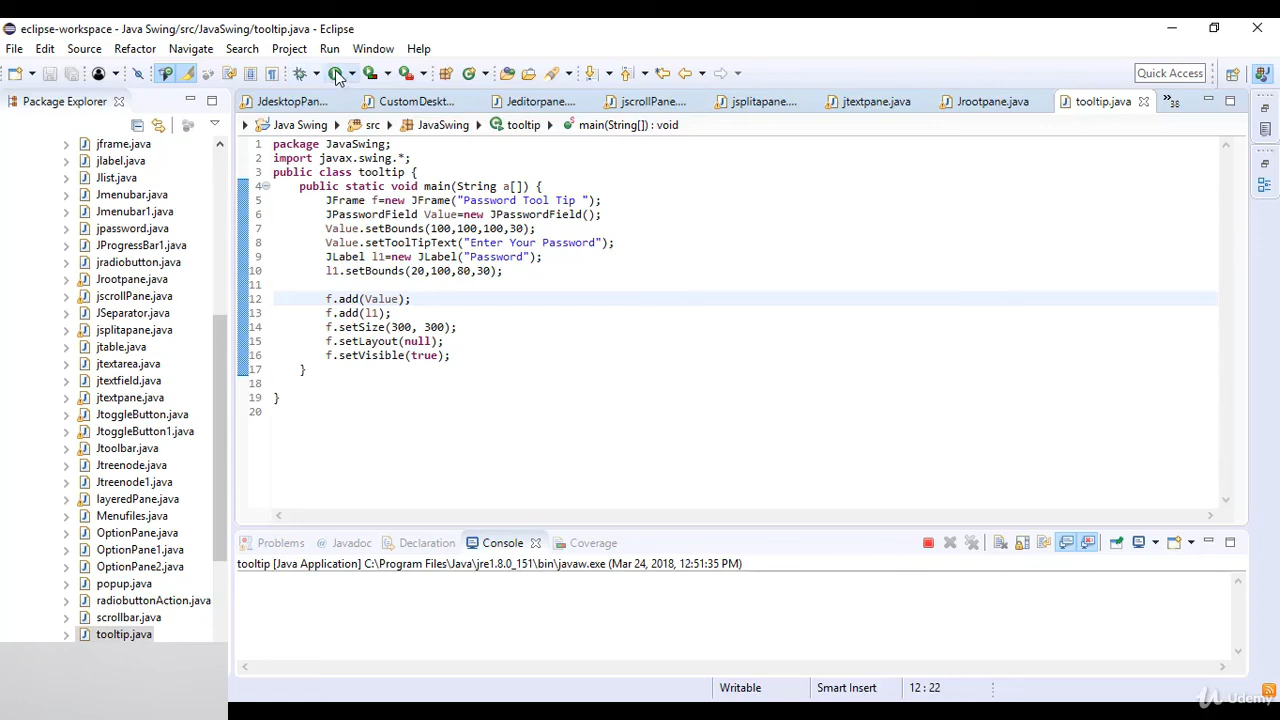 eclipse-workspace - Java Swing/src/JavaSwing/tooltip.java - Eclipse
File Edit Source Refactor Navigate Search Project Run Window Help
Quick Access
Package Explorer
JdesktopPan... CustomDeskt... Jeditorpane.... jscrollPane.... jsplitapane.... jtextpane.java Jrootpane.java tooltip.java »38
Java Swing src JavaSwing tooltip main(String[]) : void
jframe.java
jlabel.java
Jlist.java
Jmenubar.java
Jmenubar1.java
jpassword.java
JProgressBar1.java
jradiobutton.java
Jrootpane.java
jscrollPane.java
JSeparator.java
jsplitapane.java
jtable.java
jtextarea.java
jtextfield.java
jtextpane.java
JtoggleButton.java
JtoggleButton1.java
Jtoolbar.java
Jtreenode.java
Jtreenode1.java
layeredPane.java
Menufiles.java
OptionPane.java
OptionPane1.java
OptionPane2.java
popup.java
radiobuttonAction.java
scrollbar.java
tooltip.java
1 package JavaSwing;
2 import javax.swing.*;
3 public class tooltip {
4 public static void main(String a[]) {
5 JFrame f=new JFrame("Password Tool Tip ");
6 JPasswordField Value=new JPasswordField();
7 Value.setBounds(100,100,100,30);
8 Value.setToolTipText("Enter Your Password");
9 JLabel l1=new JLabel("Password");
10 l1.setBounds(20,100,80,30);
11
12 f.add(Value);
13 f.add(l1);
14 f.setSize(300, 300);
15 f.setLayout(null);
16 f.setVisible(true);
17 }
18
19 }
20
Problems Javadoc Declaration Console Coverage
tooltip [Java Application] C:\Program Files\Java\jre1.8.0_151\bin\javaw.exe (Mar 24, 2018, 12:51:35 PM)
Writable Smart Insert 12 : 22
Udemy